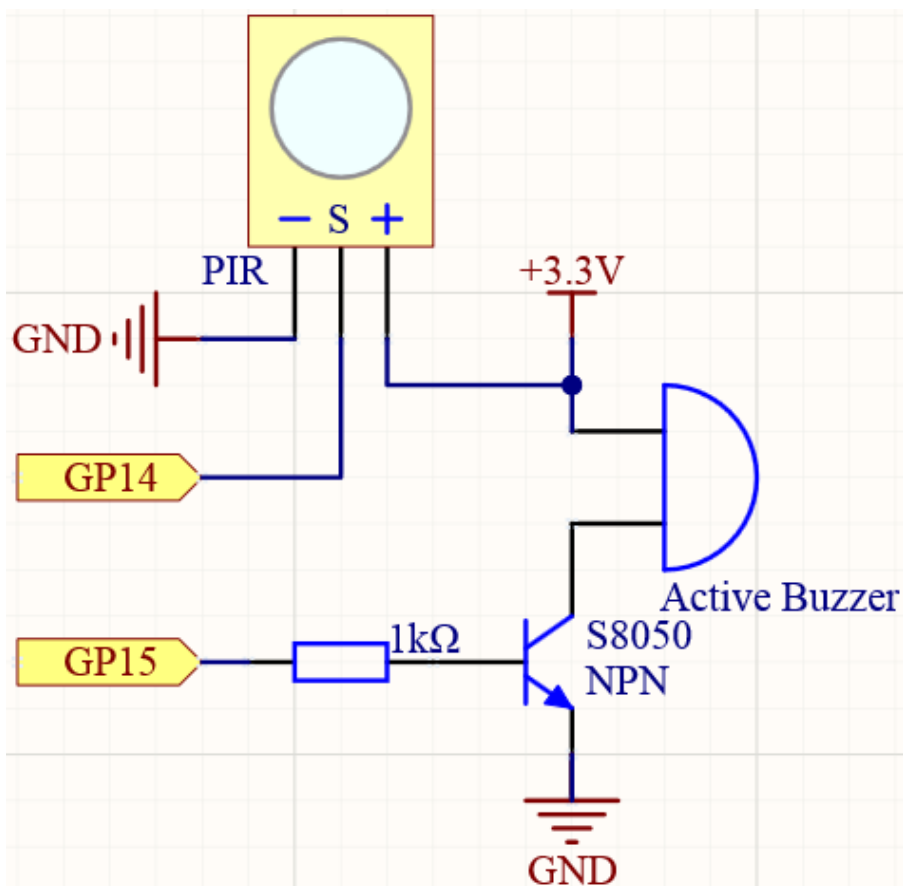 − S +
PIR
+3.3V
GND
GP14
Active Buzzer
S8050
NPN
1kΩ
GP15
GND